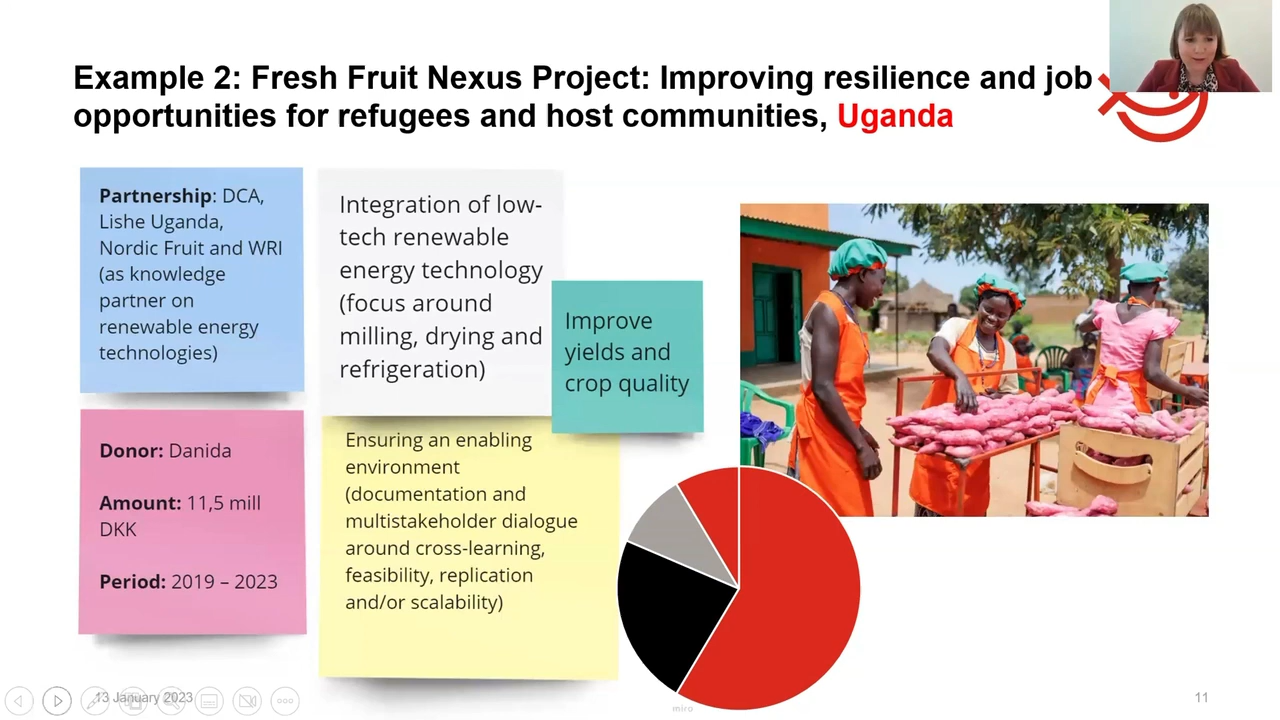 Example 2: Fresh Fruit Nexus Project: Improving resilience and job
opportunities for refugees and host communities, Uganda
Partnership: DCA,
Lishe Uganda,
Nordic Fruit and WRI
(as knowledge
partner on
renewable energy
technologies)
Integration of low-
tech renewable
energy technology
(focus around
milling, drying and
refrigeration)
Improve
yields and
crop quality
Donor: Danida
Amount: 11,5 mill
DKK
Period: 2019 – 2023
Ensuring an enabling
environment
(documentation and
multistakeholder dialogue
around cross-learning,
feasibility, replication
and/or scalability)
13 January 2023
miro
11